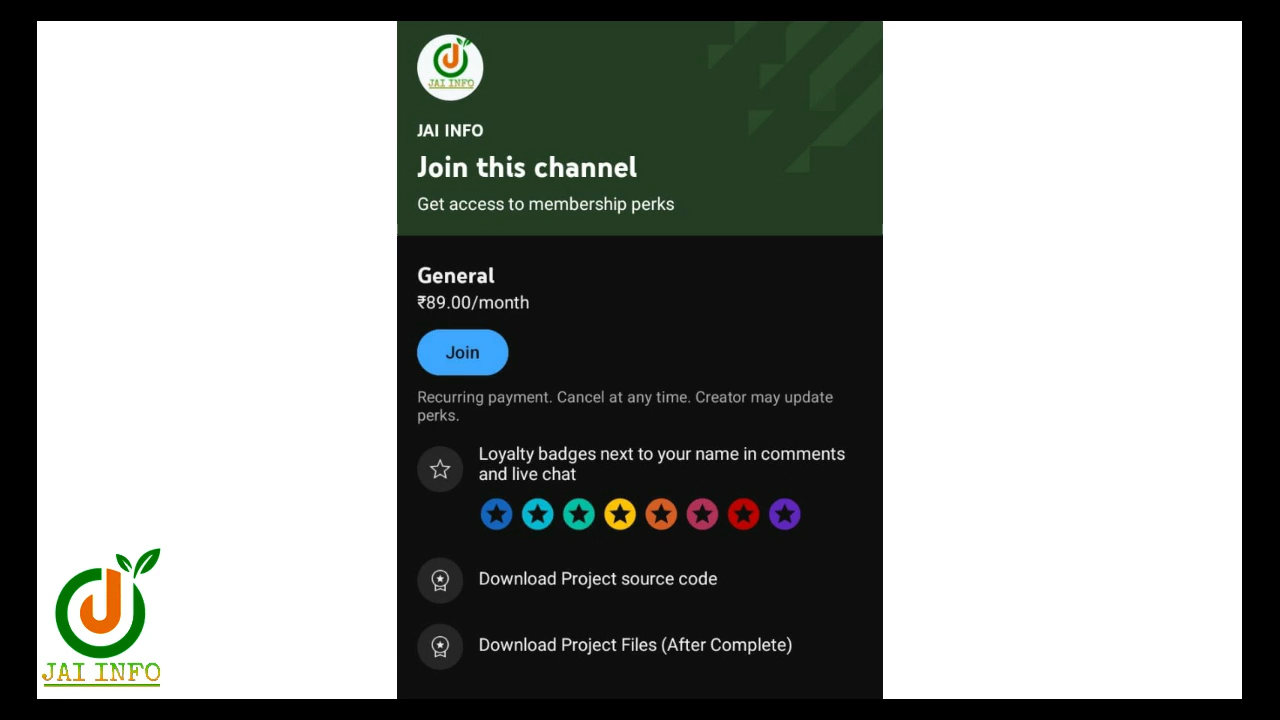 JAI INFO
JAI INFO
Join this channel
Get access to membership perks
General
₹89.00/month
Join
Recurring payment. Cancel at any time. Creator may update
perks.
Loyalty badges next to your name in comments
and live chat
Download Project source code
Download Project Files (After Complete)
JAI INFO